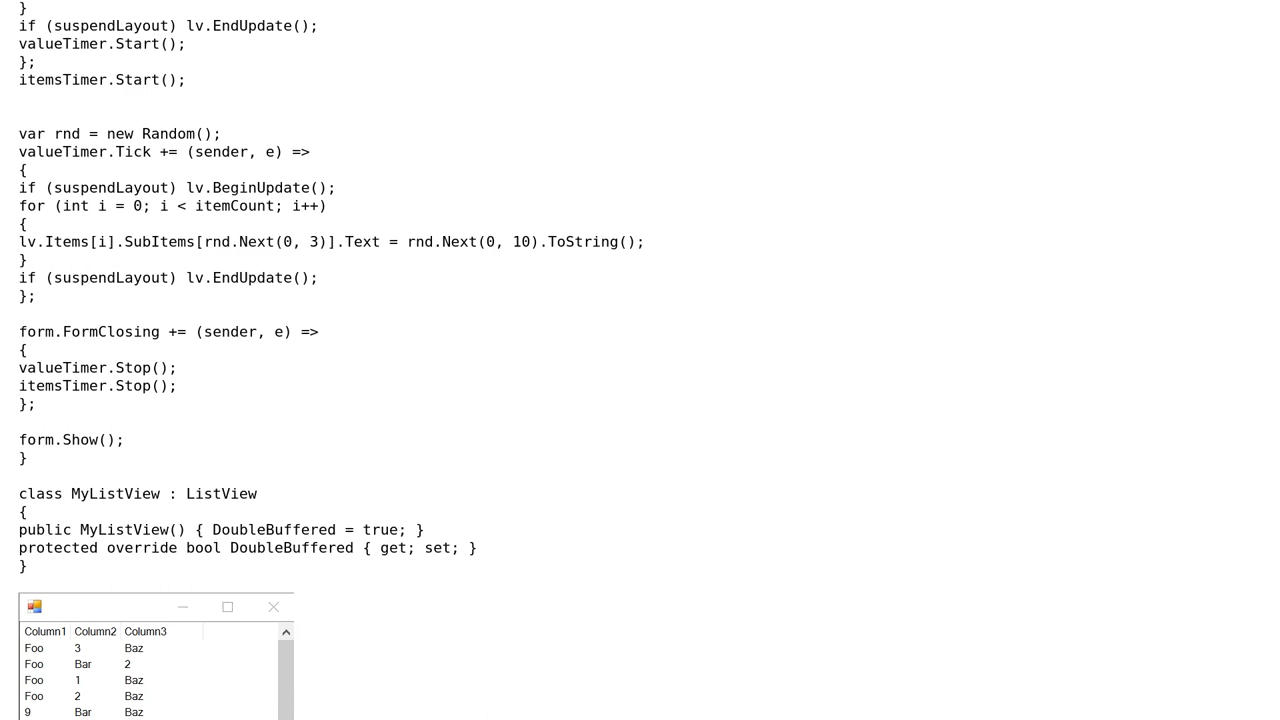 }
if (suspendLayout) lv.EndUpdate();
valueTimer.Start();
};
itemsTimer.Start();
var rnd = new Random();
valueTimer.Tick += (sender, e) =>
{
if (suspendLayout) lv.BeginUpdate();
for (int i = 0; i < itemCount; i++)
{
lv.Items[i].SubItems[rnd.Next(0, 3)].Text = rnd.Next(0, 10).ToString();
}
if (suspendLayout) lv.EndUpdate();
};
form.FormClosing += (sender, e) =>
{
valueTimer.Stop();
itemsTimer.Stop();
};
form.Show();
}
class MyListView : ListView
{
public MyListView() { DoubleBuffered = true; }
protected override bool DoubleBuffered { get; set; }
}
Column1 Column2 Column3
Foo 3 Baz
Foo Bar 2
Foo 1 Baz
Foo 2 Baz
9 Bar Baz